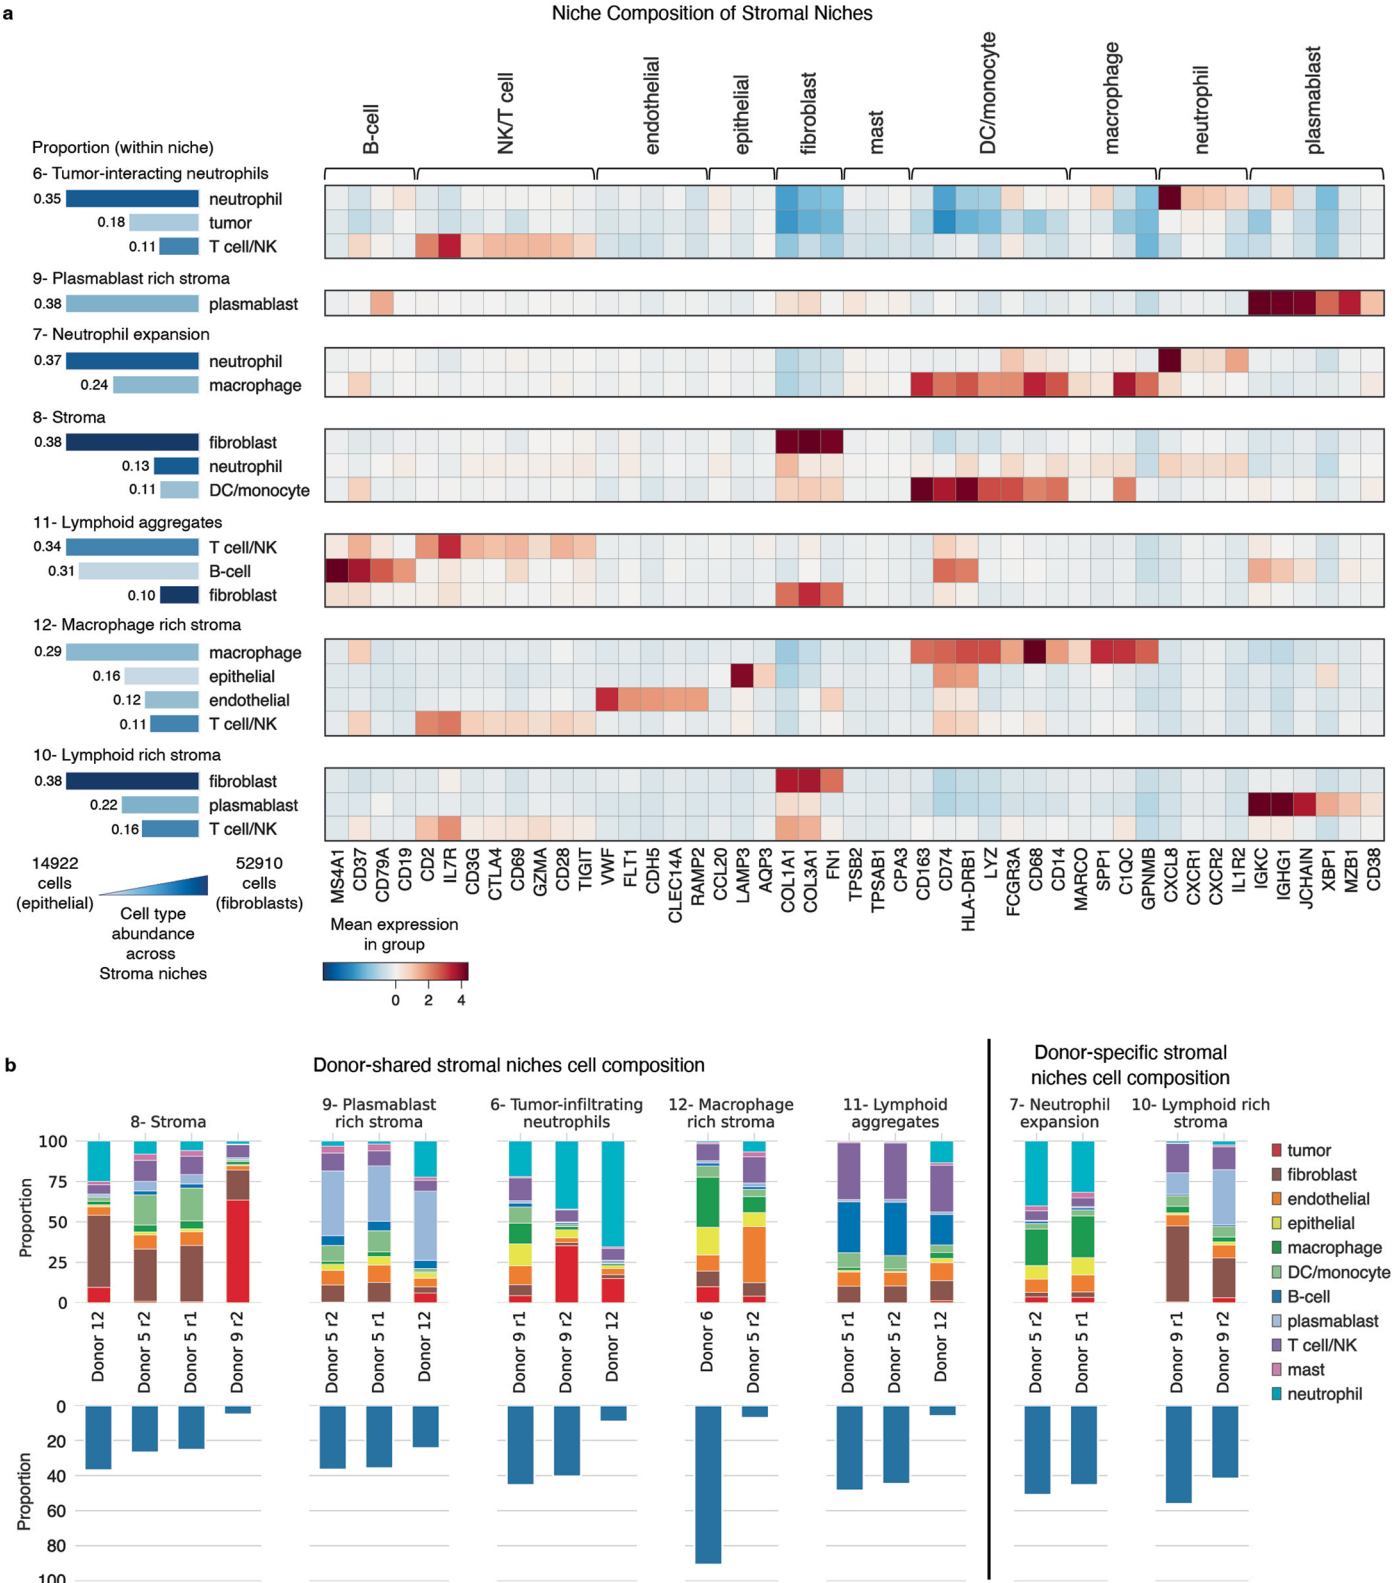 a
Niche Composition of Stromal Niches
B-cell
NK/T cell
endothelial
epithelial
fibroblast
mast
DC/monocyte
macrophage
neutrophil
plasmablast
Proportion (within niche)
6- Tumor-interacting neutrophils
0.35 neutrophil
0.18 tumor
0.11 T cell/NK
9- Plasmablast rich stroma
0.38 plasmablast
7- Neutrophil expansion
0.37 neutrophil
0.24 macrophage
8- Stroma
0.38 fibroblast
0.13 neutrophil
0.11 DC/monocyte
11- Lymphoid aggregates
0.34 T cell/NK
0.31 B-cell
0.10 fibroblast
12- Macrophage rich stroma
0.29 macrophage
0.16 epithelial
0.12 endothelial
0.11 T cell/NK
10- Lymphoid rich stroma
0.38 fibroblast
0.22 plasmablast
0.16 T cell/NK
MS4A1
CD37
CD79A
CD19
CD2
IL7R
CD3G
CTLA4
CD69
GZMA
CD28
TIGIT
VWF
FLT1
CDH5
CLEC14A
RAMP2
CCL20
LAMP3
AQP3
COL1A1
COL3A1
FN1
TPSB2
TPSAB1
CPA3
CD163
CD74
HLA-DRB1
LYZ
FCGR3A
CD68
CD14
MARCO
SPP1
C1QC
GPNMB
CXCL8
CXCR1
CXCR2
IL1R2
IGKC
IGHG1
JCHAIN
XBP1
MZB1
CD38
14922
cells
(epithelial)
52910
cells
(fibroblasts)
Cell type
abundance
across
Stroma niches
Mean expression
in group
0 2 4
b
Donor-shared stromal niches cell composition
Donor-specific stromal
niches cell composition
8- Stroma
9- Plasmablast
rich stroma
6- Tumor-infiltrating
neutrophils
12- Macrophage
rich stroma
11- Lymphoid
aggregates
7- Neutrophil
expansion
10- Lymphoid rich
stroma
Proportion
100
75
50
25
0
Donor 12
Donor 5 r2
Donor 5 r1
Donor 9 r2
Donor 5 r2
Donor 5 r1
Donor 12
Donor 9 r1
Donor 9 r2
Donor 12
Donor 6
Donor 5 r2
Donor 5 r1
Donor 5 r2
Donor 12
Donor 5 r2
Donor 5 r1
Donor 9 r1
Donor 9 r2
tumor
fibroblast
endothelial
epithelial
macrophage
DC/monocyte
B-cell
plasmablast
T cell/NK
mast
neutrophil
Proportion
0
20
40
60
80
100